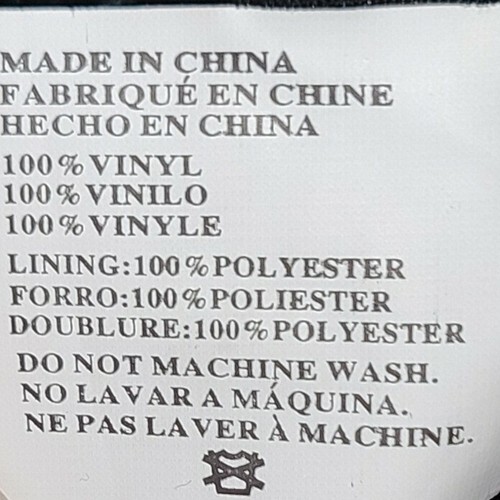 MADE IN CHINA
FABRIQUÉ EN CHINE
HECHO EN CHINA
100% VINYL
100% VINILO
100% VINYLE
LINING:100% POLYESTER
FORRO:100% POLIESTER
DOUBLURE:100% POLYESTER
DO NOT MACHINE WASH.
NO LAVAR A MÁQUINA.
NE PAS LAVER À MACHINE.